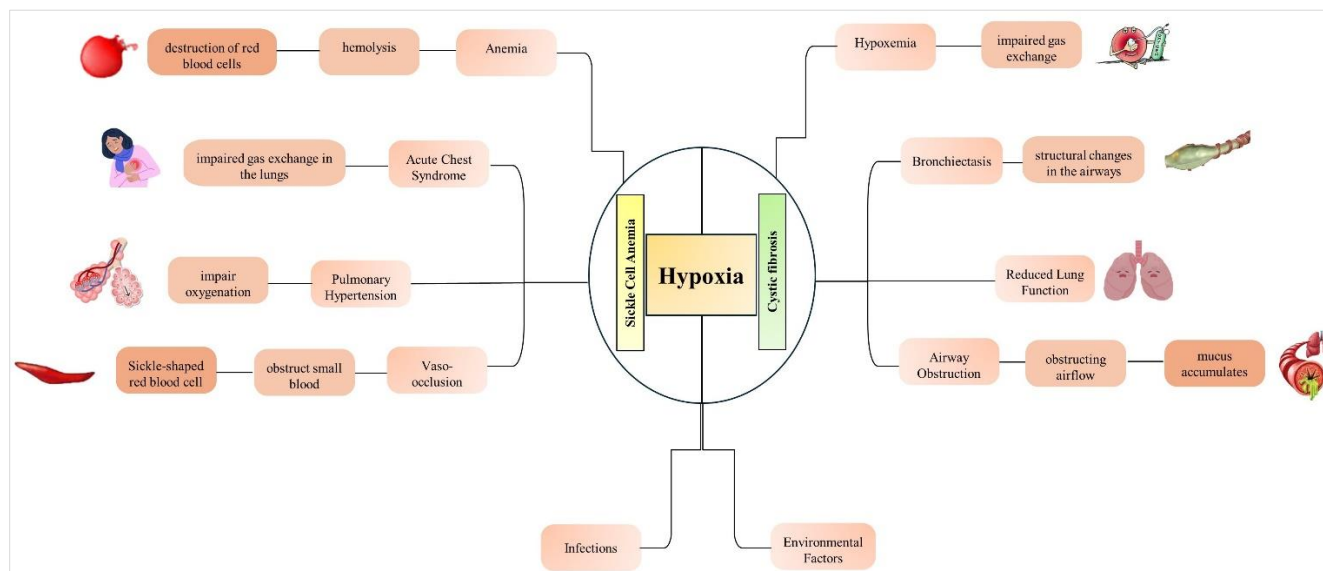 destruction of red
blood cells
hemolysis
Anemia
Hypoxemia
impaired gas
exchange
impaired gas exchange in
the lungs
Acute Chest
Syndrome
Bronchiectasis
structural changes
in the airways
impair
oxygenation
Pulmonary
Hypertension
Sickle Cell Anemia
Hypoxia
Cystic fibrosis
Reduced Lung
Function
Sickle-shaped
red blood cell
obstruct small
blood
Vaso-
occlusion
Airway
Obstruction
obstructing
airflow
mucus
accumulates
Infections
Environmental
Factors